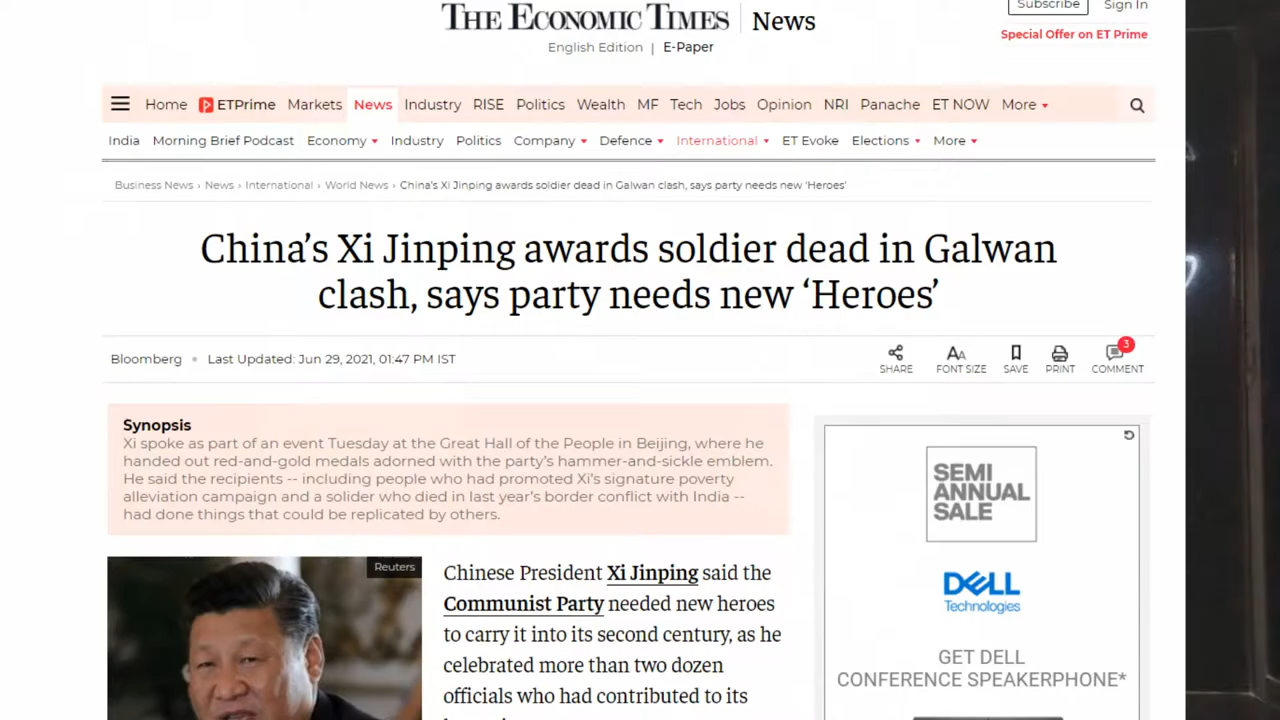 THE ECONOMIC TIMES | News
Subscribe Sign In
English Edition | E-Paper
Special Offer on ET Prime
Home ETPrime Markets News Industry RISE Politics Wealth MF Tech Jobs Opinion NRI Panache ET NOW More
India Morning Brief Podcast Economy Industry Politics Company Defence International ET Evoke Elections More
Business News › News › International › World News › China's Xi Jinping awards soldier dead in Galwan clash, says party needs new 'Heroes'
China's Xi Jinping awards soldier dead in Galwan
clash, says party needs new 'Heroes'
Bloomberg • Last Updated: Jun 29, 2021, 01:47 PM IST
SHARE FONT SIZE SAVE PRINT COMMENT
3
Synopsis
Xi spoke as part of an event Tuesday at the Great Hall of the People in Beijing, where he
handed out red-and-gold medals adorned with the party's hammer-and-sickle emblem.
He said the recipients -- including people who had promoted Xi's signature poverty
alleviation campaign and a solider who died in last year's border conflict with India --
had done things that could be replicated by others.
Reuters
Chinese President Xi Jinping said the
Communist Party needed new heroes
to carry it into its second century, as he
celebrated more than two dozen
officials who had contributed to its
SEMI
ANNUAL
SALE
DELL
Technologies
GET DELL
CONFERENCE SPEAKERPHONE*